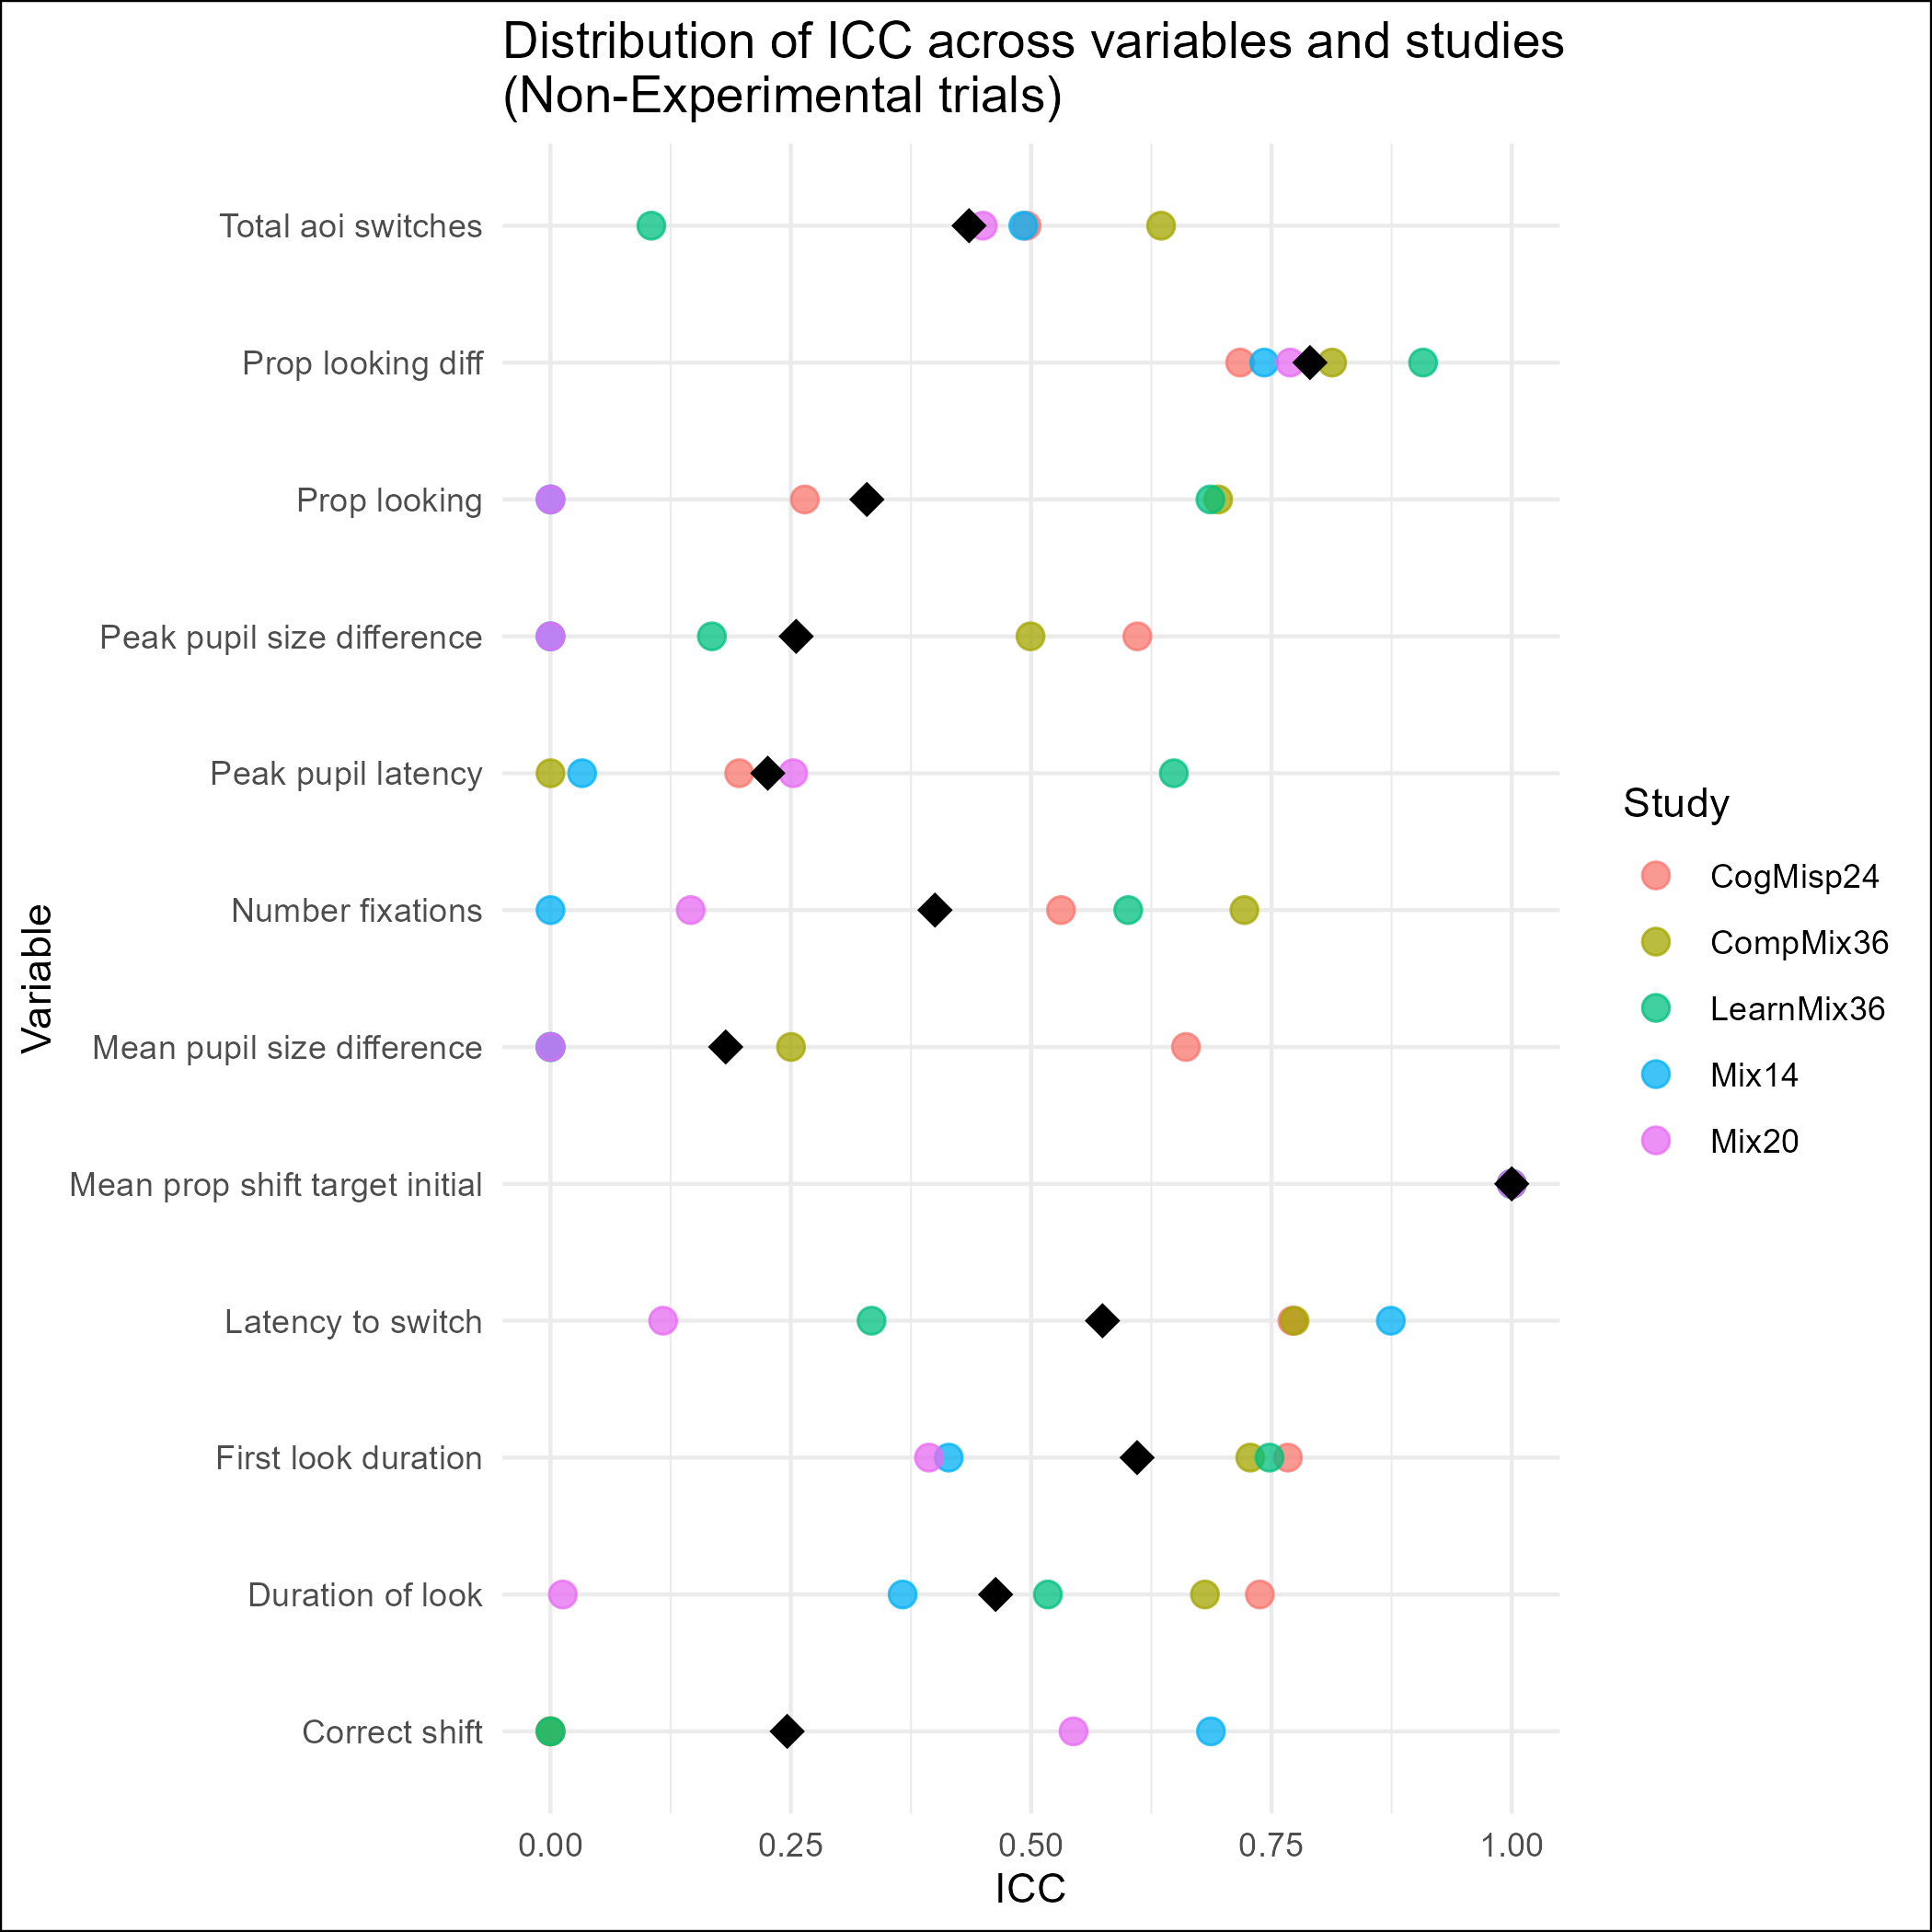 Distribution of ICC across variables and studies
(Non-Experimental trials)
Variable
Total aoi switches
Prop looking diff
Prop looking
Peak pupil size difference
Peak pupil latency
Number fixations
Mean pupil size difference
Mean prop shift target initial
Latency to switch
First look duration
Duration of look
Correct shift
0.00 0.25 0.50 0.75 1.00
ICC
Study
CogMisp24
CompMix36
LearnMix36
Mix14
Mix20